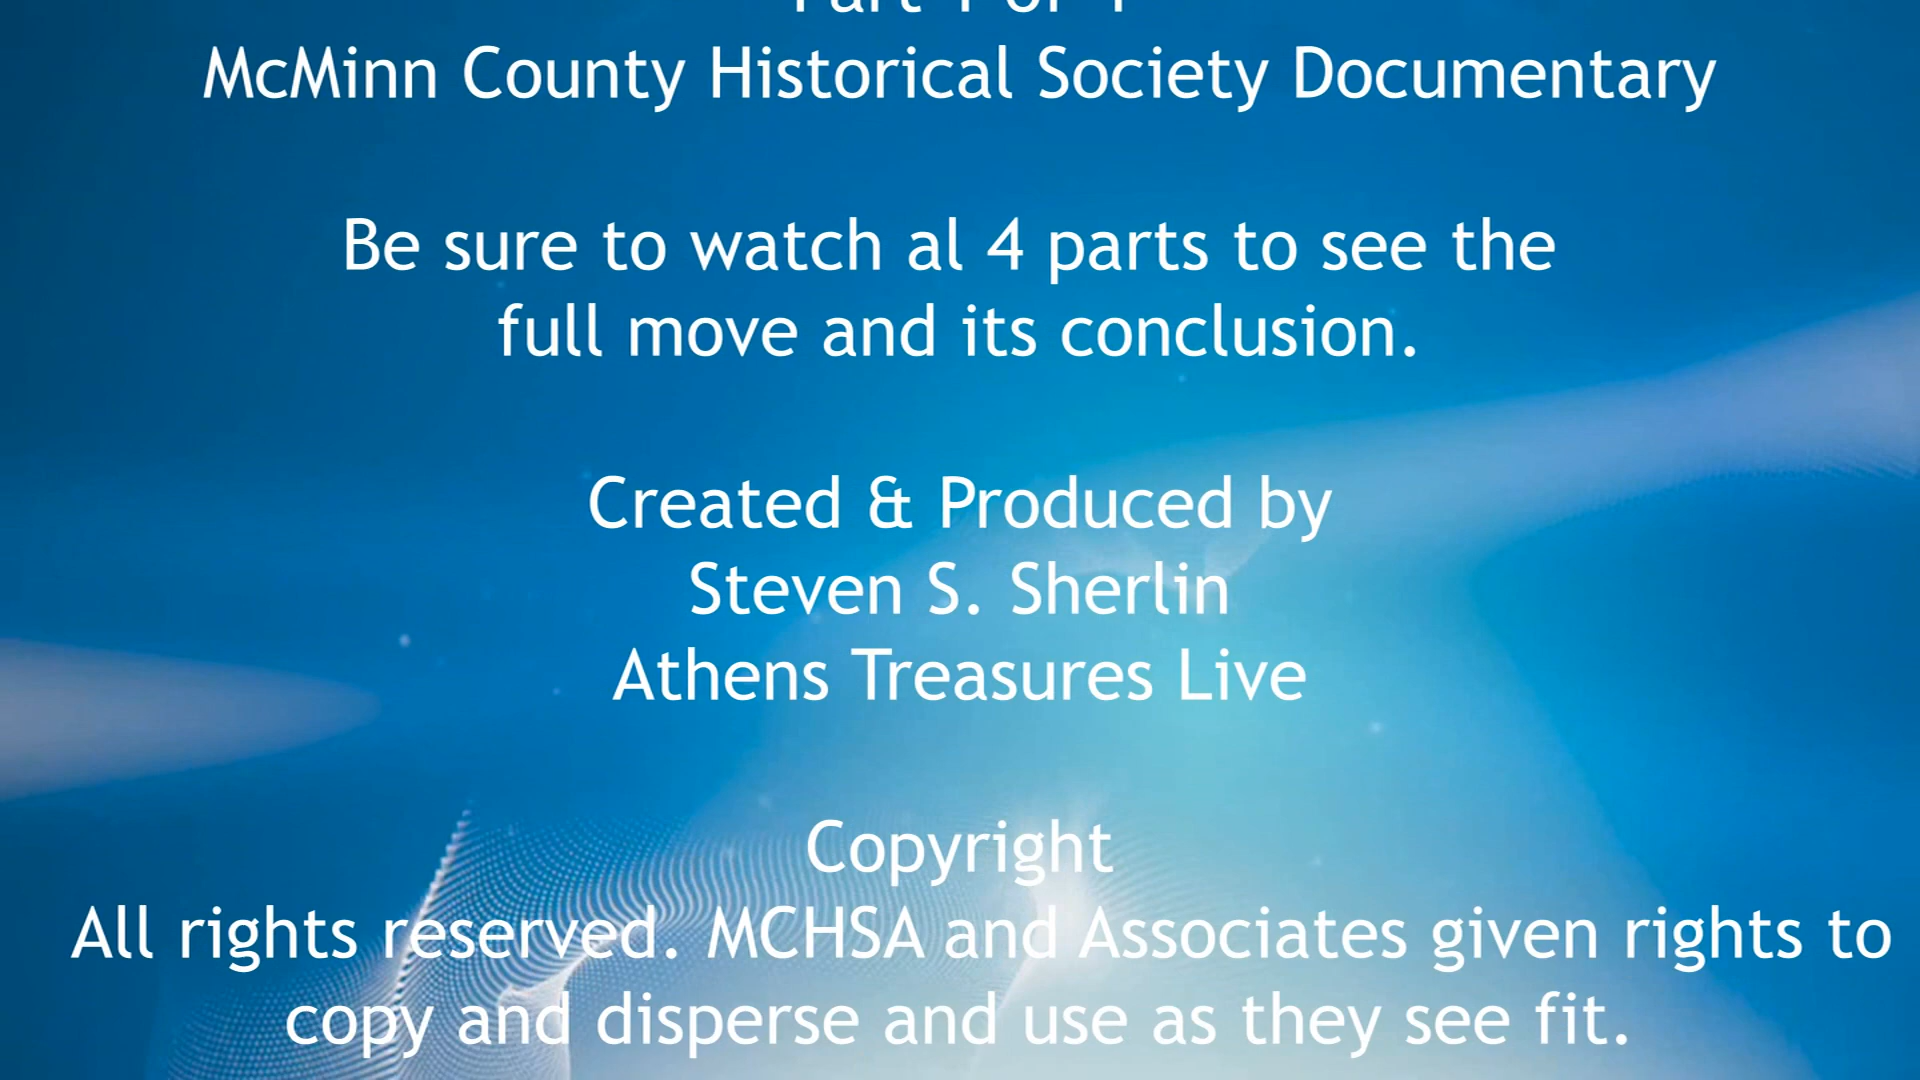 McMinn County Historical Society Documentary
Be sure to watch al 4 parts to see the
full move and its conclusion.
Created & Produced by
Steven S. Sherlin
Athens Treasures Live
Copyright
All rights reserved. MCHSA and Associates given rights to
copy and disperse and use as they see fit.